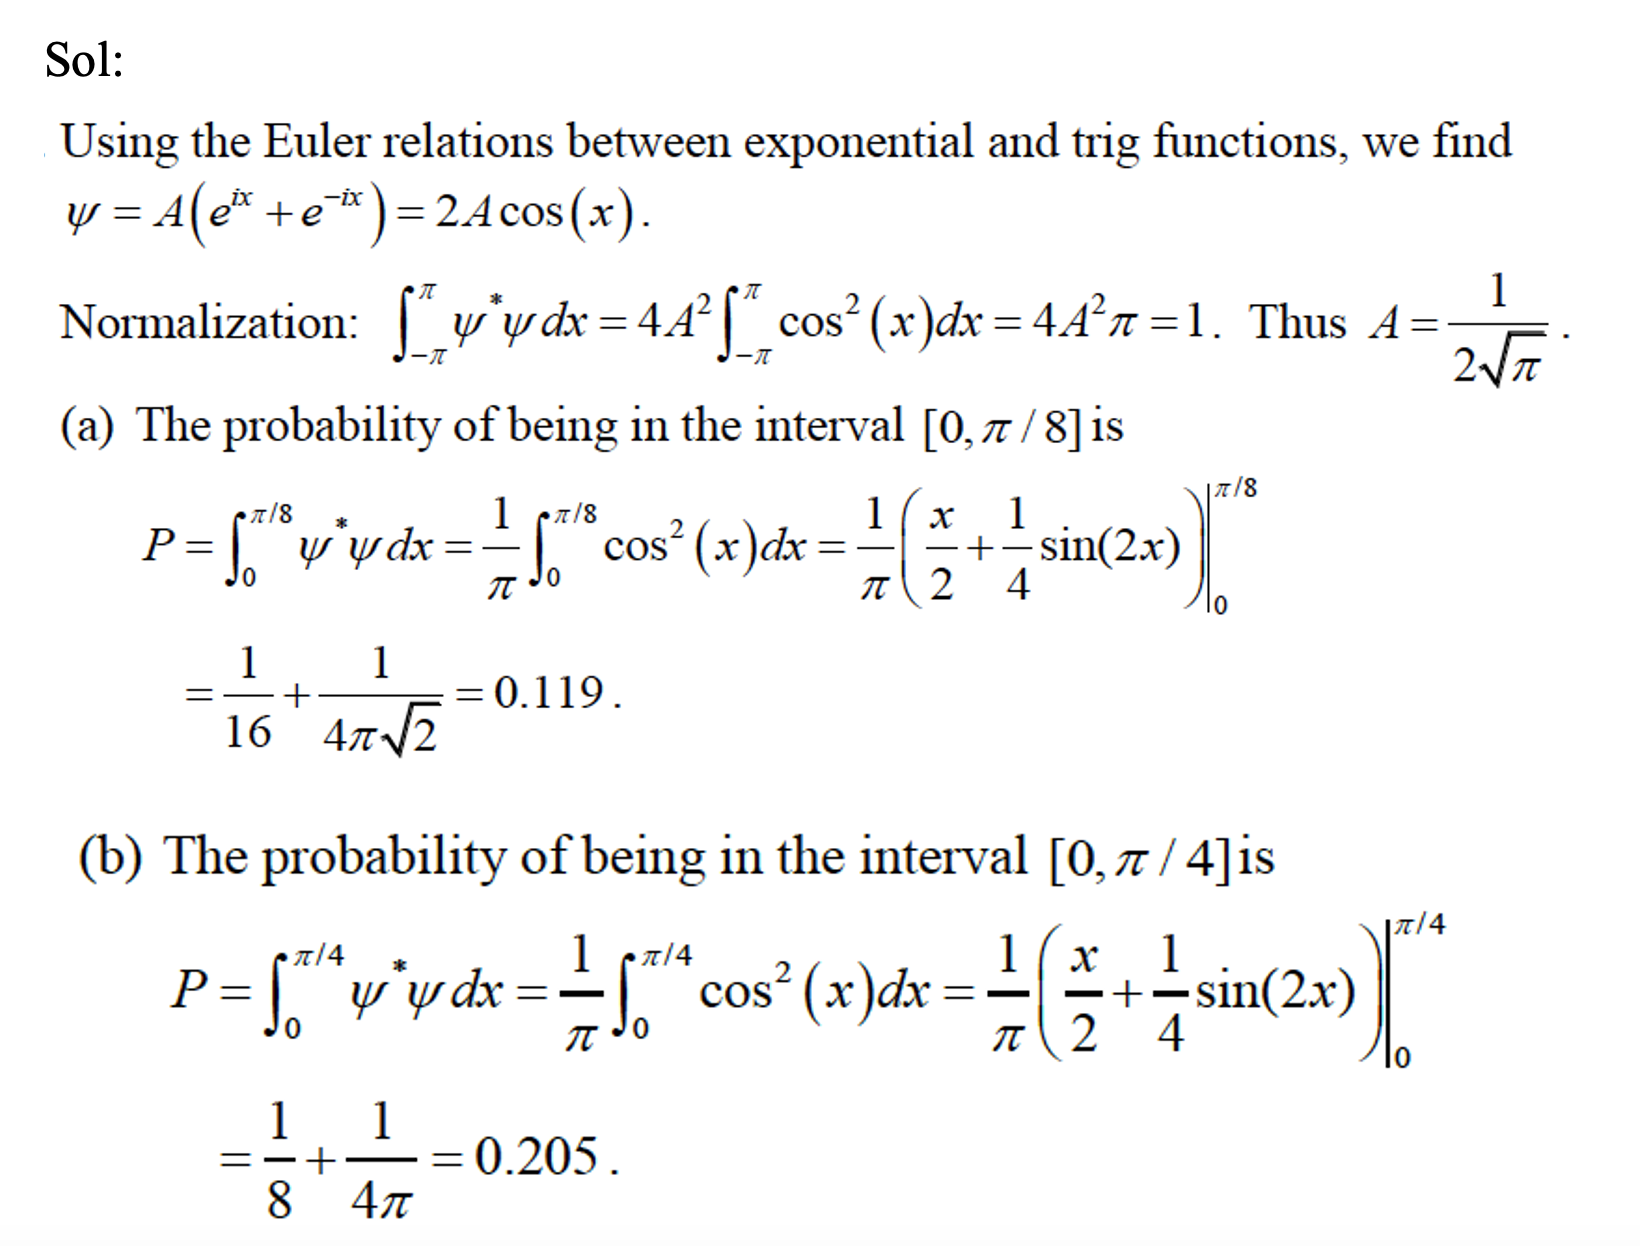 Sol:
Using the Euler relations between exponential and trig functions, we find
ψ = A(e^{ix} + e^{−ix}) = 2A cos(x).
Normalization: ∫_{−π}^{π} ψ*ψ dx = 4A² ∫_{−π}^{π} cos²(x)dx = 4A²π = 1. Thus A = 1/(2√π).
(a) The probability of being in the interval [0, π / 8] is
P = ∫_0^{π/8} ψ*ψ dx = (1/π) ∫_0^{π/8} cos²(x)dx = (1/π)(x/2 + (1/4) sin(2x))|_0^{π/8}
= 1/16 + 1/(4π√2) = 0.119.
(b) The probability of being in the interval [0, π / 4] is
P = ∫_0^{π/4} ψ*ψ dx = (1/π) ∫_0^{π/4} cos²(x)dx = (1/π)(x/2 + (1/4) sin(2x))|_0^{π/4}
= 1/8 + 1/(4π) = 0.205.